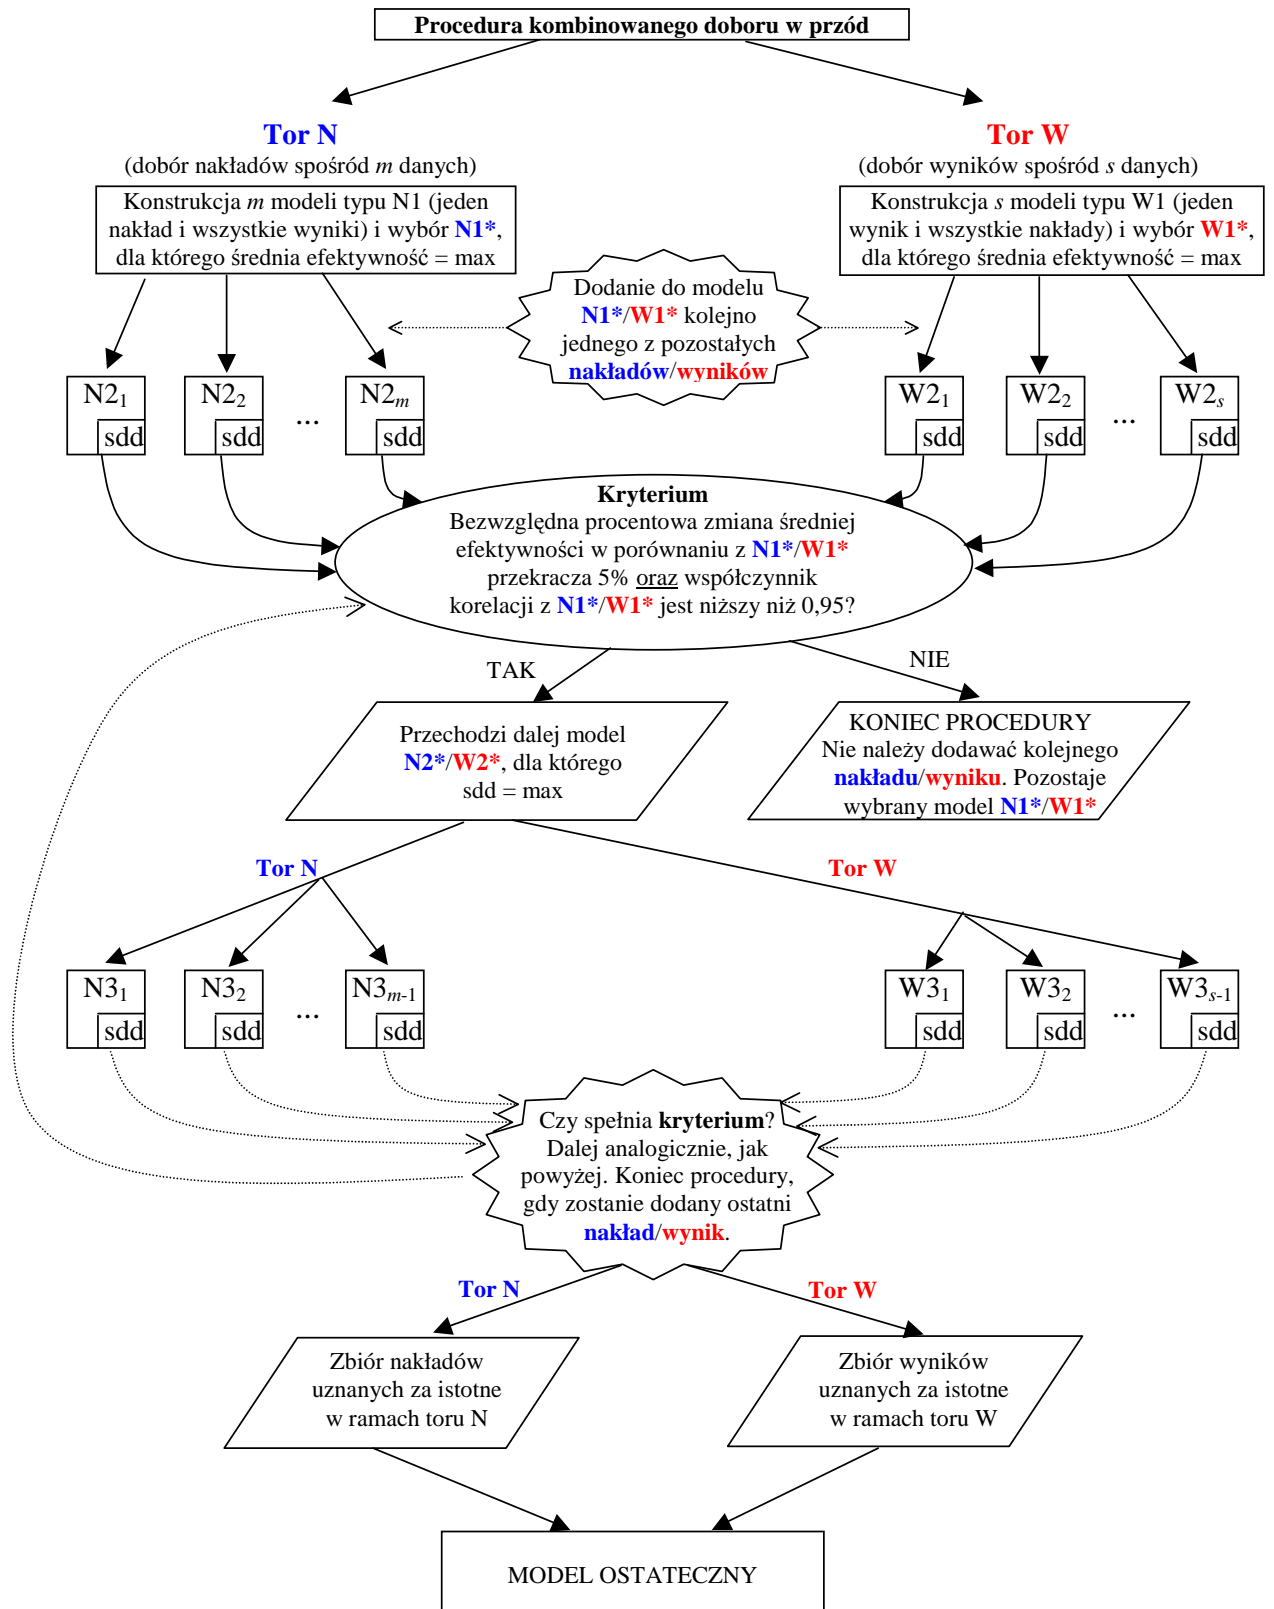 Procedura kombinowanego doboru w przód
Tor N
(dobór nakładów spośród m danych)
Konstrukcja m modeli typu N1 (jeden
nakład i wszystkie wyniki) i wybór N1*,
dla którego średnia efektywność = max
Tor W
(dobór wyników spośród s danych)
Konstrukcja s modeli typu W1 (jeden
wynik i wszystkie nakłady) i wybór W1*,
dla którego średnia efektywność = max
Dodanie do modelu
N1*/W1* kolejno
jednego z pozostałych
nakładów/wyników
N2₁
sdd
N2₂
sdd
...
N2ₘ
sdd
W2₁
sdd
W2₂
sdd
...
W2ₛ
sdd
Kryterium
Bezwzględna procentowa zmiana średniej
efektywności w porównaniu z N1*/W1*
przekracza 5% oraz współczynnik
korelacji z N1*/W1* jest niższy niż 0,95?
TAK
NIE
Przechodzi dalej model
N2*/W2*, dla którego
sdd = max
KONIEC PROCEDURY
Nie należy dodawać kolejnego
nakładu/wyniku. Pozostaje
wybrany model N1*/W1*
Tor N
Tor W
N3₁
sdd
N3₂
sdd
...
N3ₘ₋₁
sdd
W3₁
sdd
W3₂
sdd
...
W3ₛ₋₁
sdd
Czy spełnia kryterium?
Dalej analogicznie, jak
powyżej. Koniec procedury,
gdy zostanie dodany ostatni
nakład/wynik.
Tor N
Tor W
Zbiór nakładów
uznanych za istotne
w ramach toru N
Zbiór wyników
uznanych za istotne
w ramach toru W
MODEL OSTATECZNY